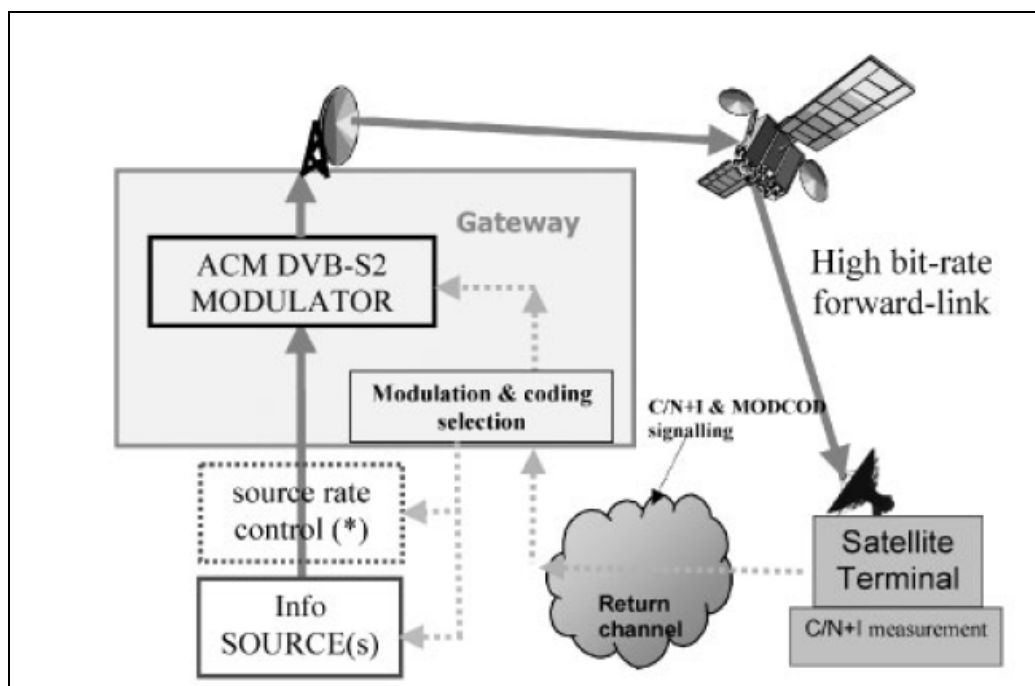 Gateway
ACM DVB-S2
MODULATOR
High bit-rate
forward-link
Modulation & coding
selection
C/N+I & MODCOD
signalling
source rate
control (*)
Satellite
Terminal
Info
SOURCE(s)
Return
channel
C/N+I measurement